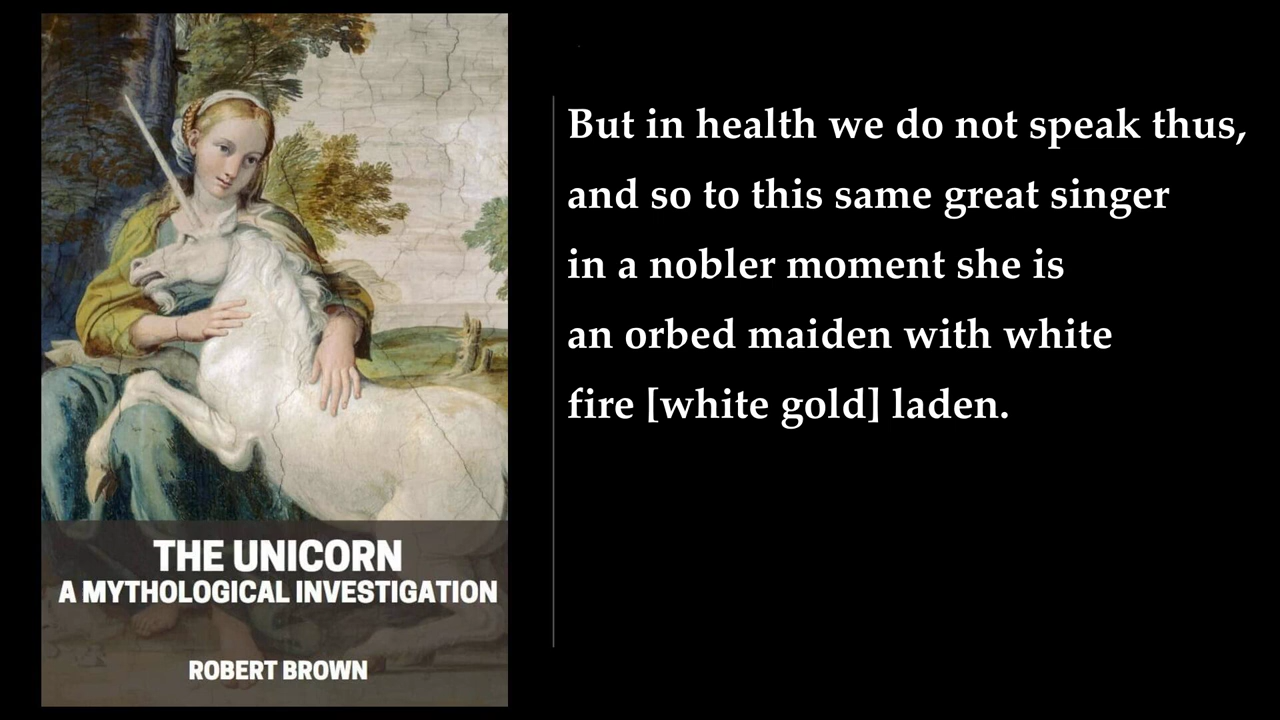 THE UNICORN
A MYTHOLOGICAL INVESTIGATION
ROBERT BROWN
But in health we do not speak thus,
and so to this same great singer
in a nobler moment she is
an orbed maiden with white
fire [white gold] laden.